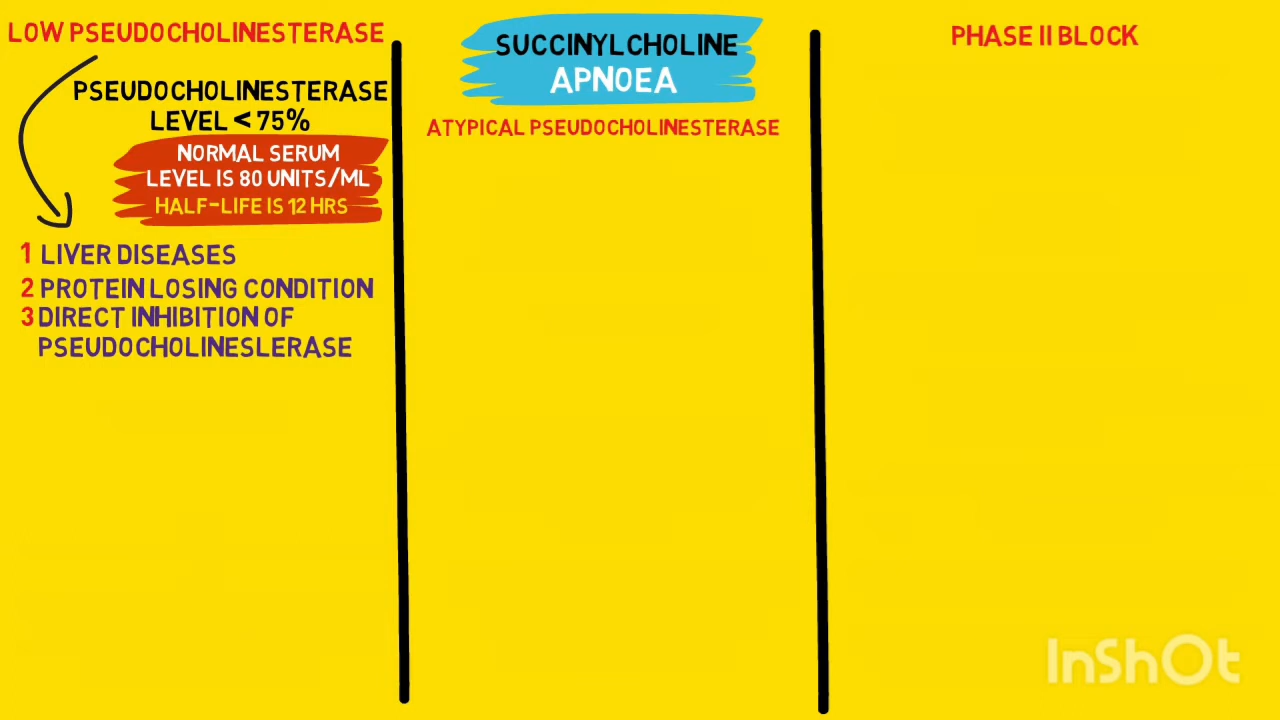 LOW PSEUDOCHOLINESTERASE
PSEUDOCHOLINESTERASE
LEVEL < 75%
NORMAL SERUM
LEVEL IS 80 UNITS/ML
HALF-LIFE IS 12 HRS
1 LIVER DISEASES
2 PROTEIN LOSING CONDITION
3 DIRECT INHIBITION OF
PSEUDOCHOLINESLERASE
SUCCINYLCHOLINE
APNOEA
ATYPICAL PSEUDOCHOLINESTERASE
PHASE II BLOCK
InShOt